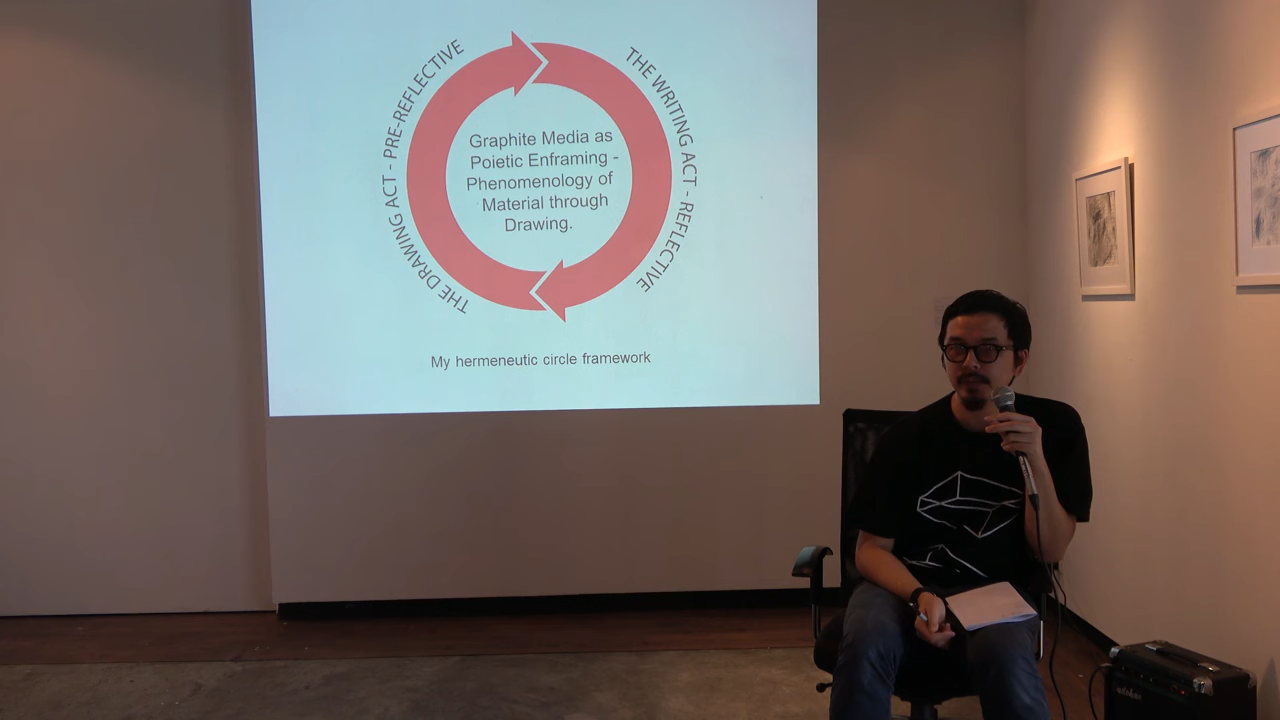 THE DRAWING ACT - PRE-REFLECTIVE
THE WRITING ACT - REFLECTIVE
Graphite Media as
Poietic Enframing -
Phenomenology of
Material through
Drawing.
My hermeneutic circle framework